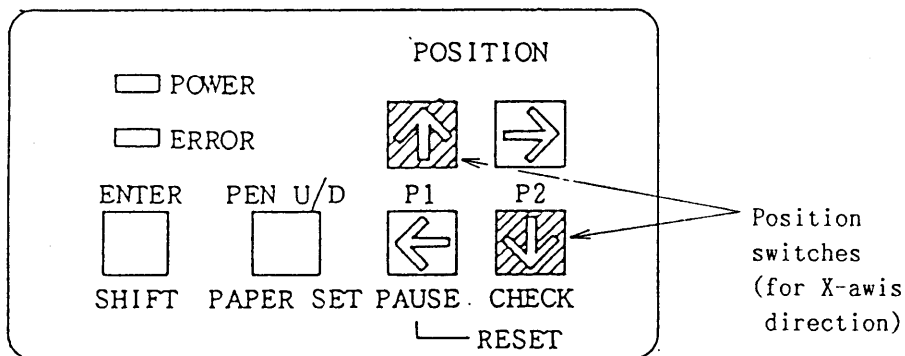 POSITION
POWER
ERROR
ENTER PEN U/D P1 P2
SHIFT PAPER SET PAUSE CHECK
RESET
Position
switches
(for X-awis
direction)